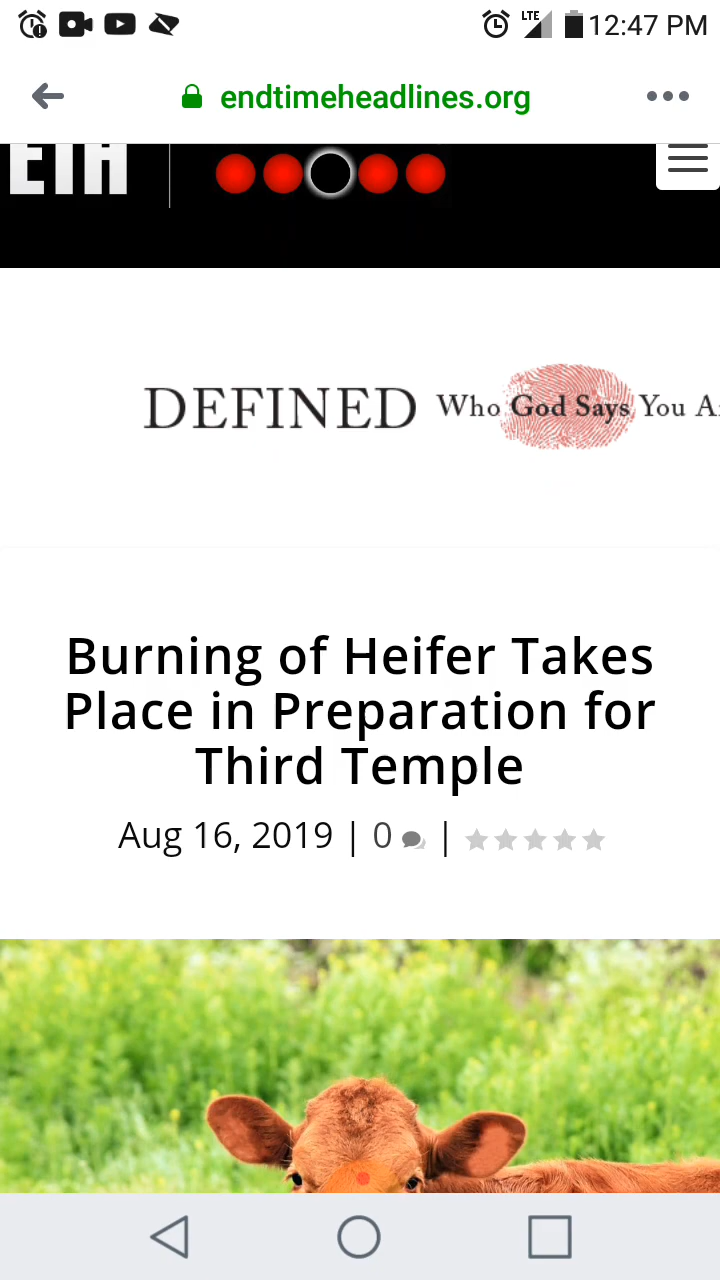 LTE
12:47 PM
endtimeheadlines.org
DEFINED Who God Says You
Burning of Heifer Takes
Place in Preparation for
Third Temple
Aug 16, 2019 | 0 |